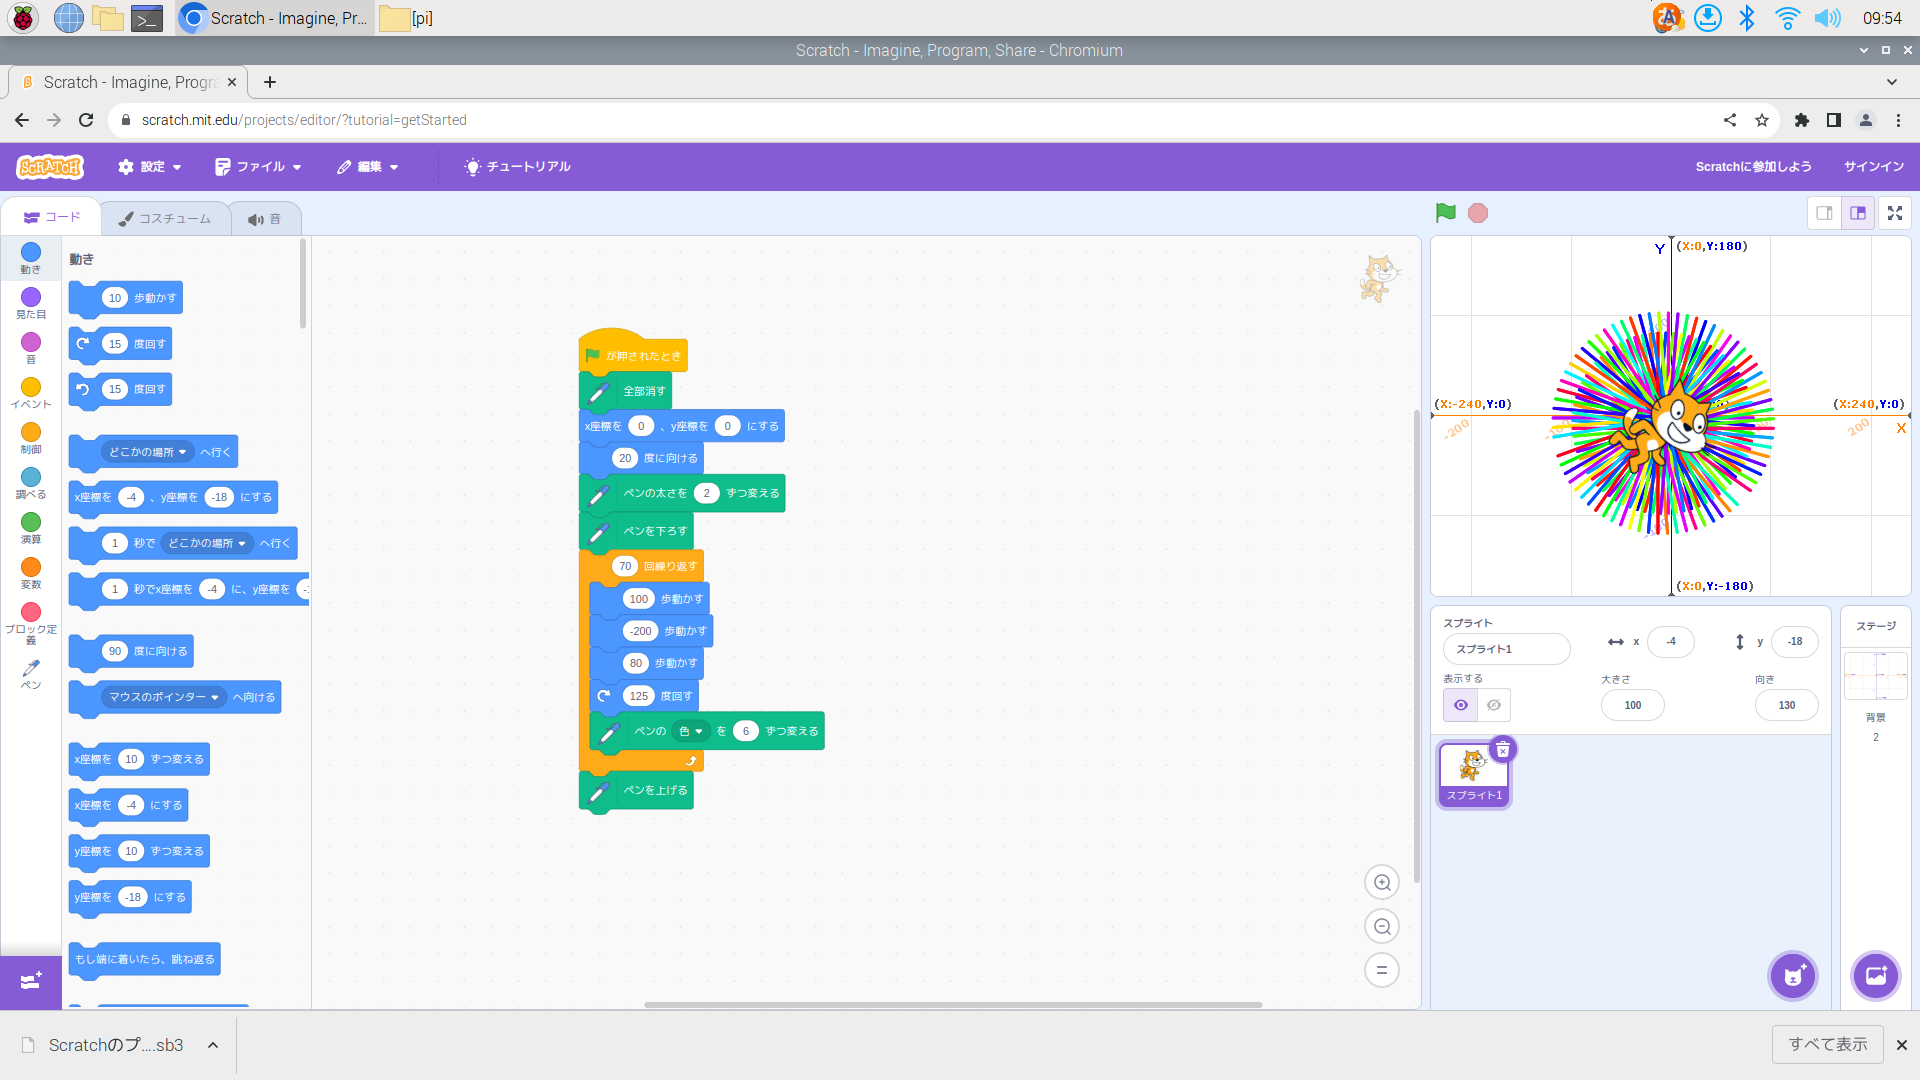 Scratch - Imagine, Pr...
[pi]
09:54
Scratch - Imagine, Program, Share - Chromium
Scratch - Imagine, Progra
scratch.mit.edu/projects/editor/?tutorial=getStarted
SCRATCH
設定
ファイル
編集
チュートリアル
Scratchに参加しよう
サインイン
コード
コスチューム
音
動き
見た目
音
イベント
制御
調べる
演算
変数
ブロック定義
ペン
動き
10 歩動かす
15 度回す
15 度回す
どこかの場所 へ行く
x座標を -4 、y座標を -18 にする
1 秒で どこかの場所 へ行く
1 秒でx座標を -4 に、y座標を
90 度に向ける
マウスのポインター へ向ける
x座標を 10 ずつ変える
x座標を -4 にする
y座標を 10 ずつ変える
y座標を -18 にする
もし端に着いたら、跳ね返る
が押されたとき
全部消す
x座標を 0 、y座標を 0 にする
20 度に向ける
ペンの太さを 2 ずつ変える
ペンを下ろす
70 回繰り返す
100 歩動かす
-200 歩動かす
80 歩動かす
125 度回す
ペンの 色 を 6 ずつ変える
ペンを上げる
Y
(X:0,Y:180)
(X:-240,Y:0)
(X:240,Y:0)
-200
200
X
(X:0,Y:-180)
スプライト
スプライト1
x -4
y -18
表示する
大きさ
100
向き
130
スプライト1
ステージ
背景
2
Scratchのプ....sb3
すべて表示